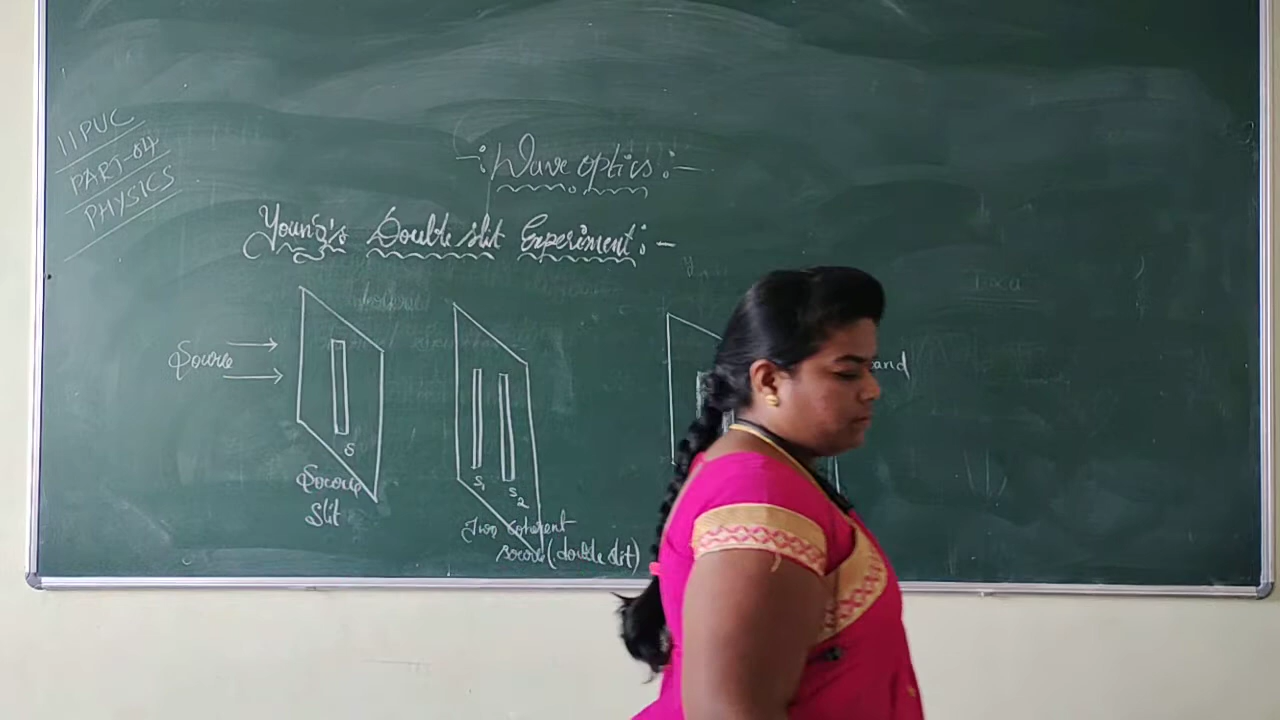 II PUC
PART-04
PHYSICS
-: Wave optics :-
Young's Double slit Experiment :-
Source
S
Source
Slit
S1
S2
Two coherent
source (double slit)